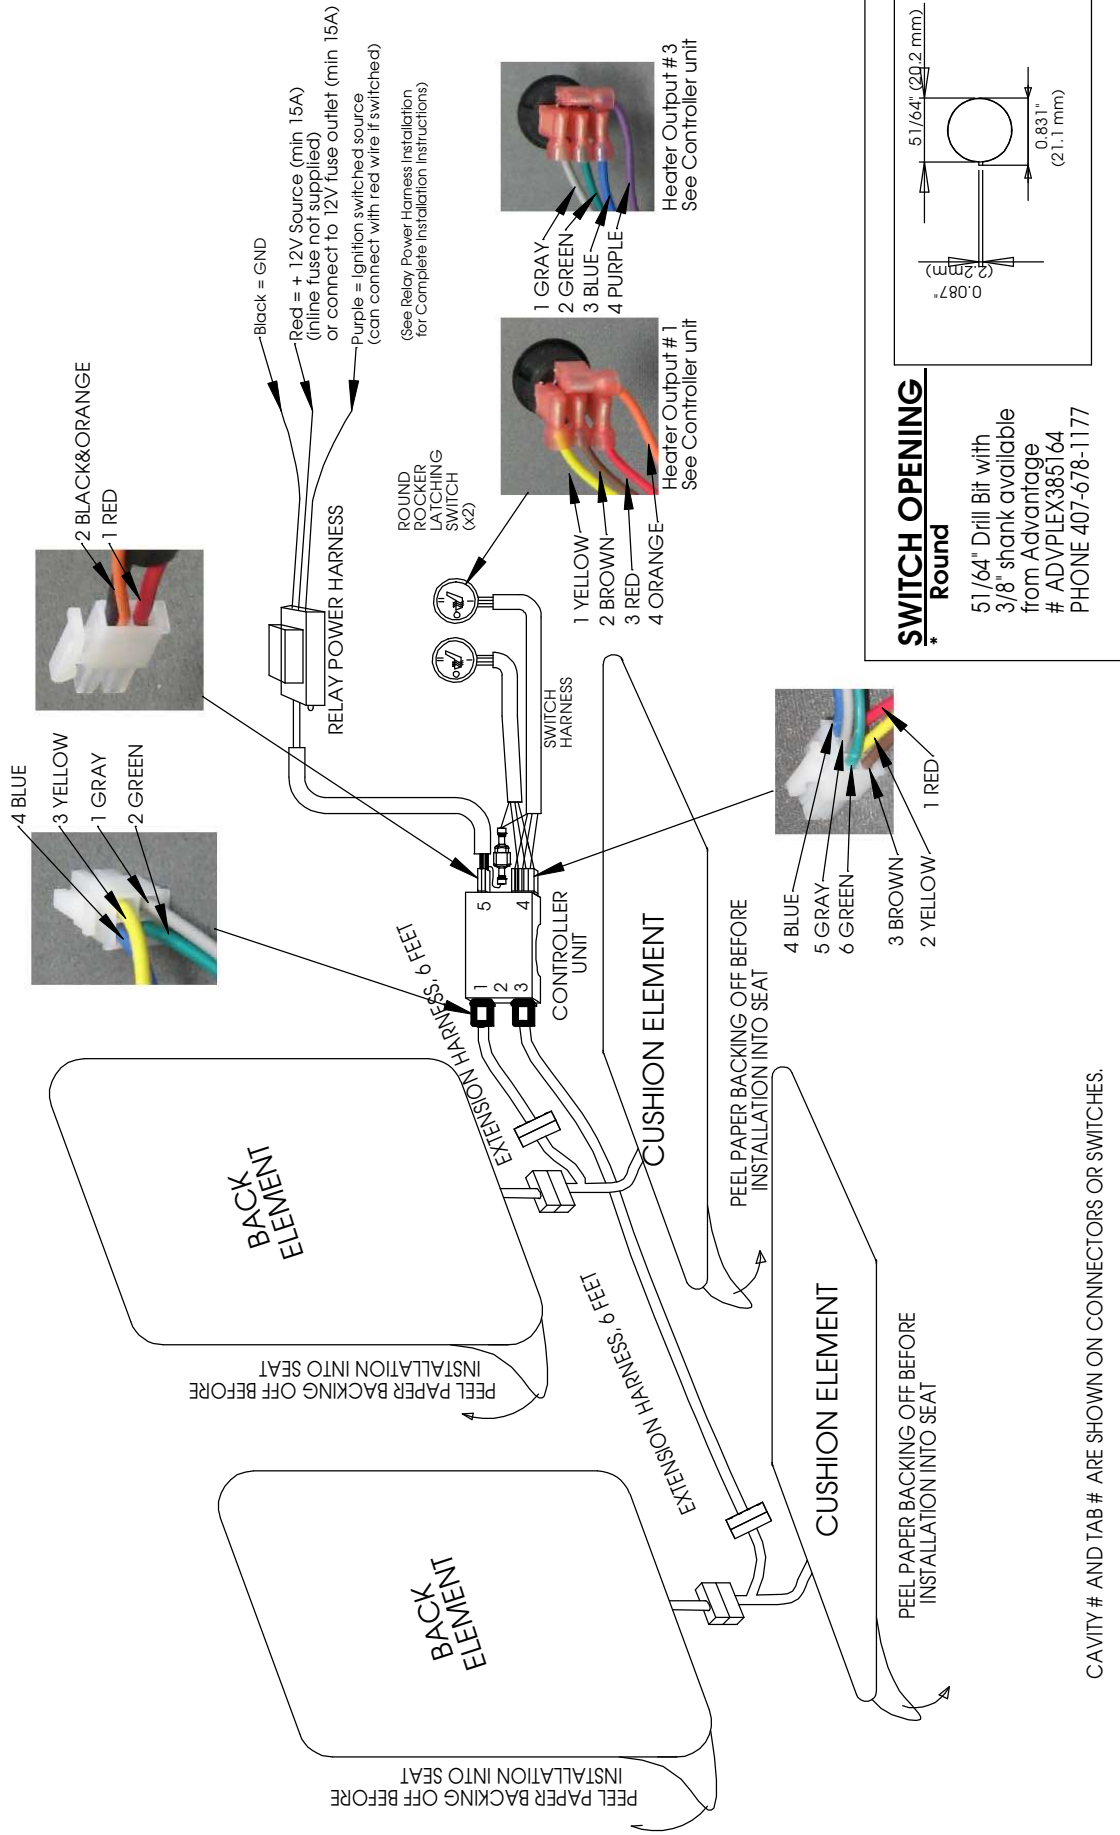 2 BLACK&ORANGE
1 RED
4 BLUE
3 YELLOW
1 GRAY
2 GREEN
Black = GND
Red = + 12V Source (min 15A)
(inline fuse not supplied)
or connect to 12V fuse outlet (min 15A)
Purple = Ignition switched source
(can connect with red wire if switched)
(See Relay Power Harness Installation
for Complete Installation Instructions)
RELAY POWER HARNESS
ROUND
ROCKER
LATCHING
SWITCH
(x2)
SWITCH
HARNESS
1 GRAY
2 GREEN
3 BLUE
4 PURPLE
Heater Output #3
See Controller unit
1 YELLOW
2 BROWN
3 RED
4 ORANGE
Heater Output #1
See Controller unit
1
2
3
5
4
CONTROLLER
UNIT
EXTENSION HARNESS, 6 FEET
EXTENSION HARNESS, 6 FEET
BACK
ELEMENT
PEEL PAPER BACKING OFF BEFORE
INSTALLATION INTO SEAT
BACK
ELEMENT
PEEL PAPER BACKING OFF BEFORE
INSTALLATION INTO SEAT
CUSHION ELEMENT
PEEL PAPER BACKING OFF BEFORE
INSTALLATION INTO SEAT
CUSHION ELEMENT
PEEL PAPER BACKING OFF BEFORE
INSTALLATION INTO SEAT
4 BLUE
5 GRAY
6 GREEN
3 BROWN
2 YELLOW
1 RED
SWITCH OPENING
* Round
51/64" Drill Bit with
3/8" shank available
from Advantage
# ADVPLEX385164
PHONE 407-678-1177
51/64" (20.2 mm)
0.831"
(21.1 mm)
0.087"
(2.2mm)
CAVITY # AND TAB # ARE SHOWN ON CONNECTORS OR SWITCHES.